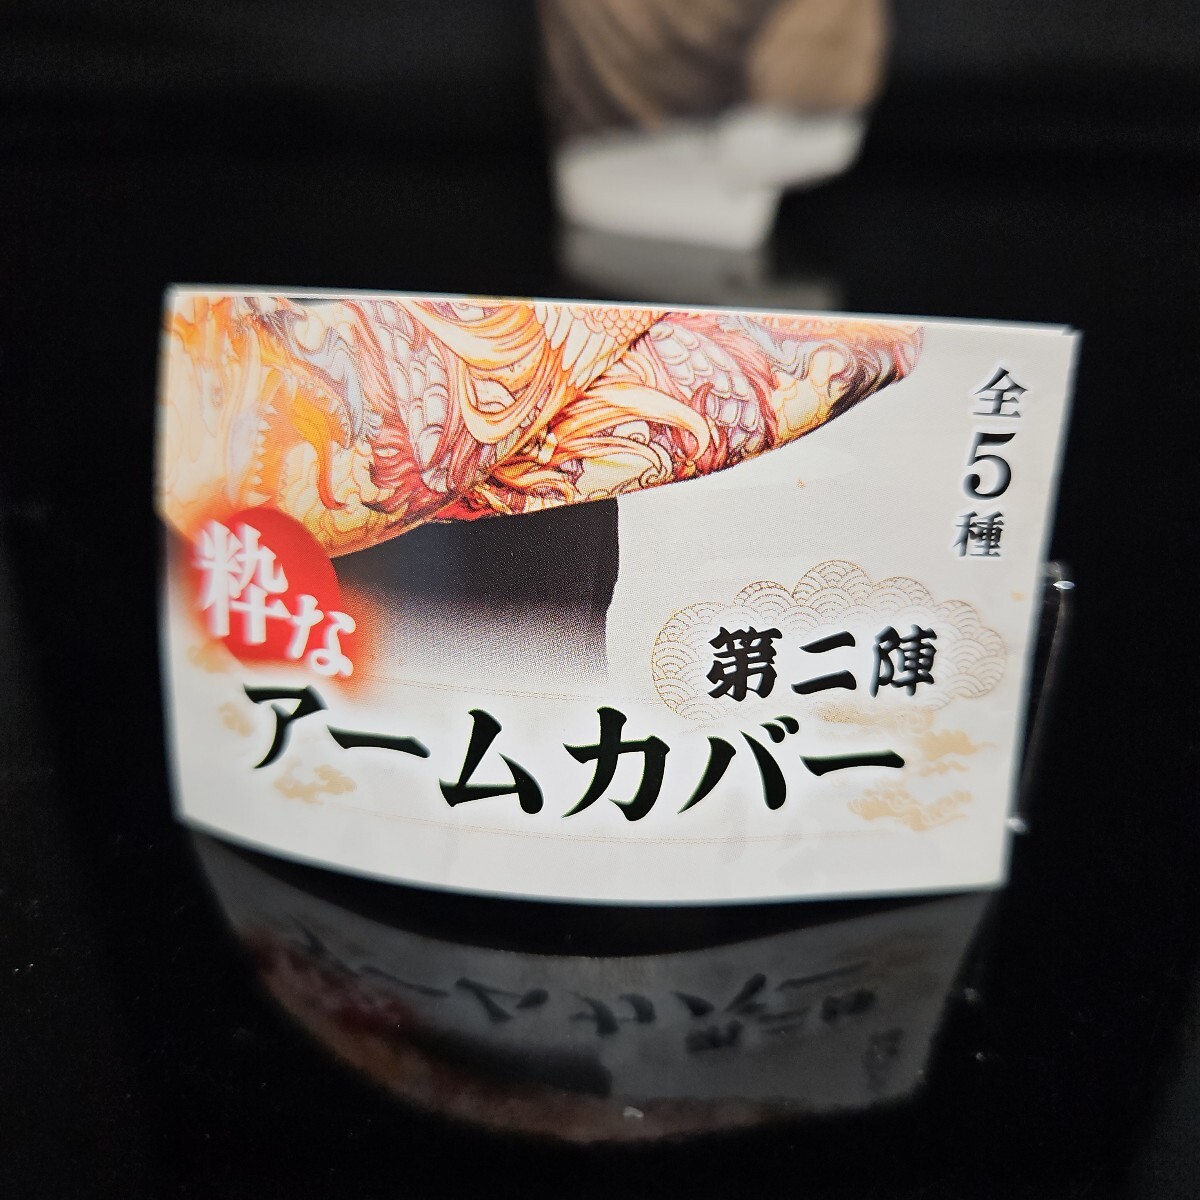 全5種
粋な
第二陣
アームカバー